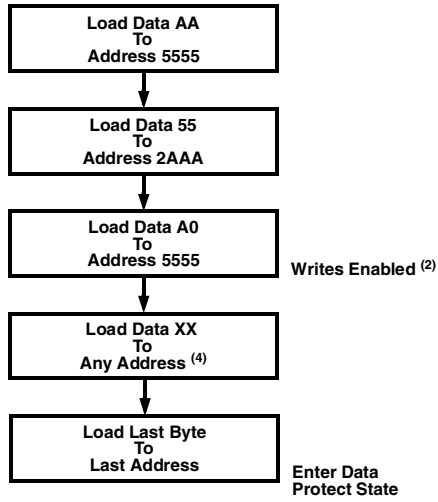 Load Data AA
To
Address 5555
Load Data 55
To
Address 2AAA
Load Data A0
To
Address 5555
Writes Enabled (2)
Load Data XX
To
Any Address (4)
Load Last Byte
To
Last Address
Enter Data
Protect State